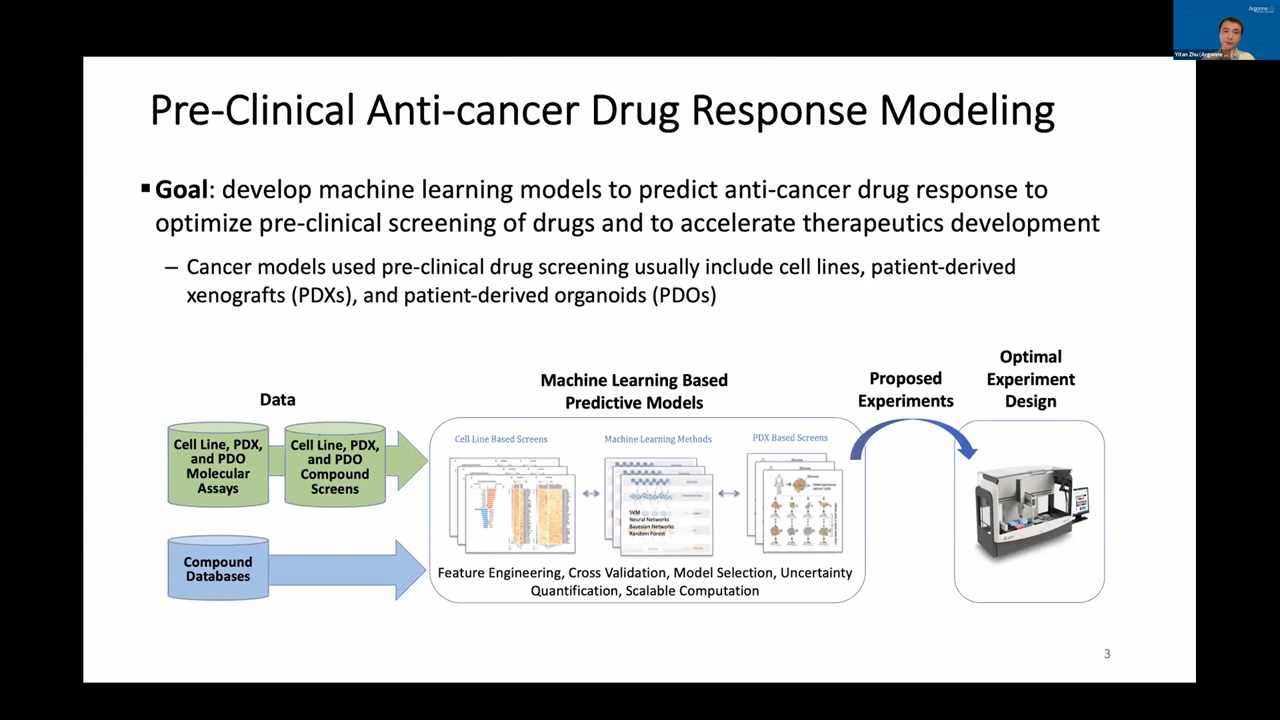 Argonne
Yitan Zhu (Argonne
Pre-Clinical Anti-cancer Drug Response Modeling
▪ Goal: develop machine learning models to predict anti-cancer drug response to
optimize pre-clinical screening of drugs and to accelerate therapeutics development
– Cancer models used pre-clinical drug screening usually include cell lines, patient-derived
xenografts (PDXs), and patient-derived organoids (PDOs)
Data
Cell Line, PDX,
and PDO
Molecular
Assays
Cell Line, PDX,
and PDO
Compound
Screens
Compound
Databases
Machine Learning Based
Predictive Models
Cell Line Based Screens
Machine Learning Methods
PDX Based Screens
SVM
Neural Networks
Bayesian Networks
Random Forest
Feature Engineering, Cross Validation, Model Selection, Uncertainty
Quantification, Scalable Computation
Proposed
Experiments
Optimal
Experiment
Design
3